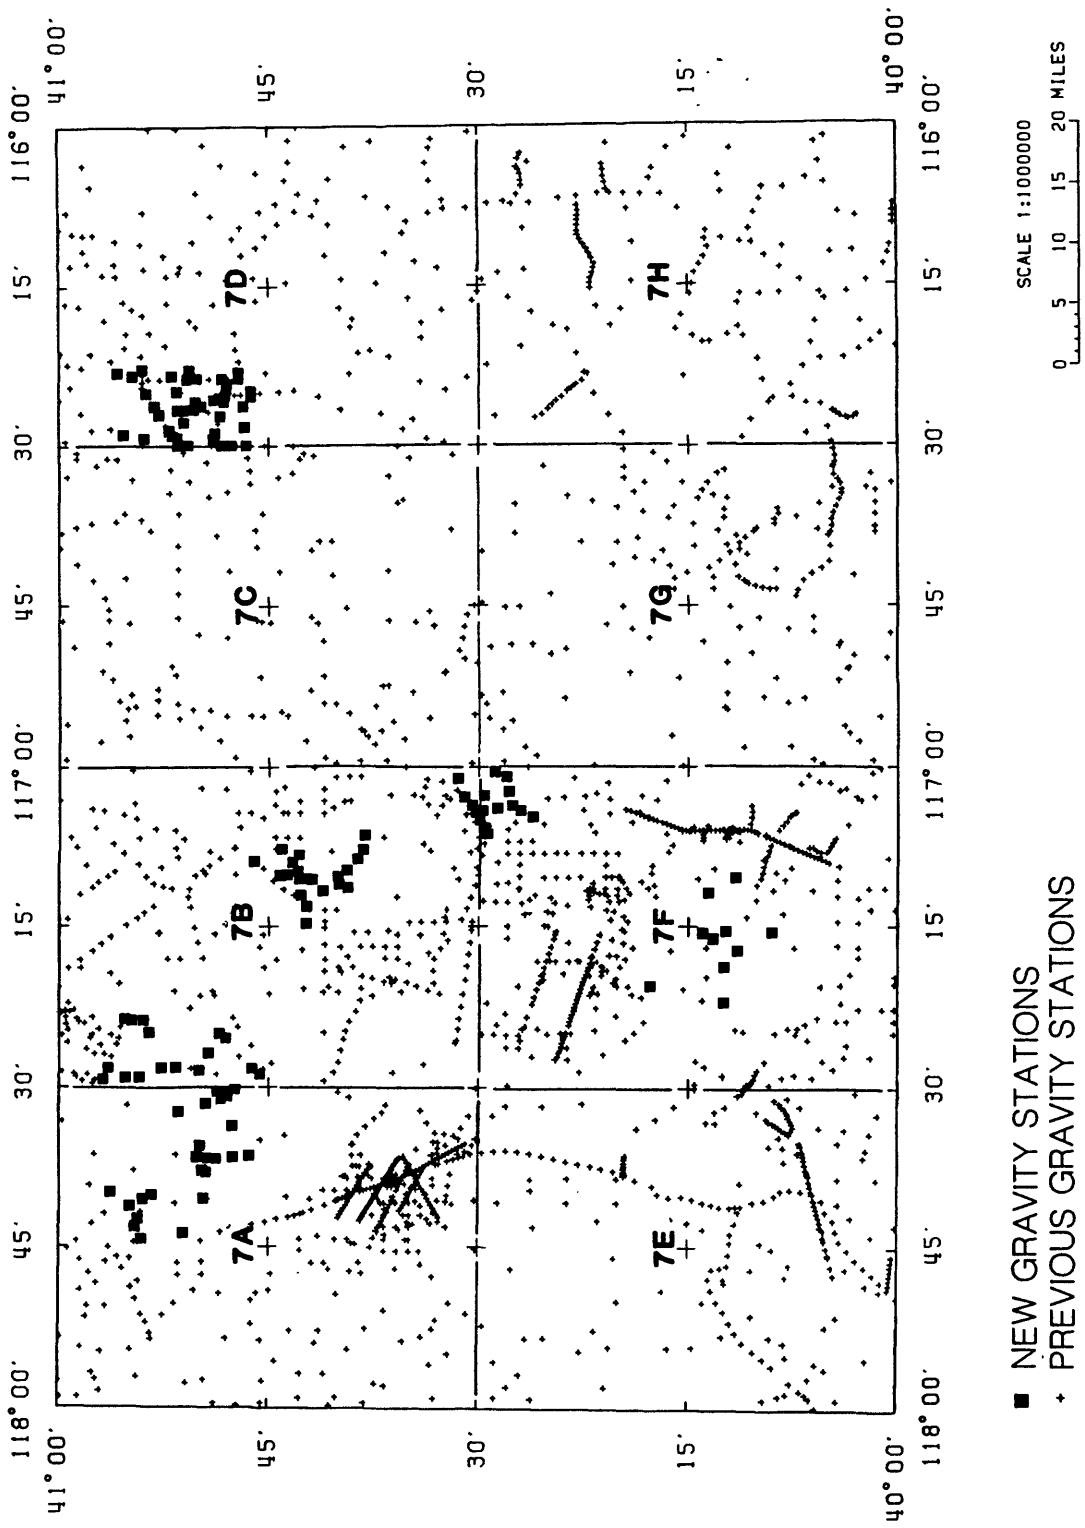 118° 00′
45′
30′
15′
117° 00′
45′
30′
15′
116° 00′
41° 00′
41° 00′
7A
7B
7C
7D
45′
45′
30′
30′
7E
7F
7G
7H
15′
15′
40° 00′
40° 00′
118° 00′
45′
30′
15′
117° 00′
45′
30′
15′
116° 00′
NEW GRAVITY STATIONS
PREVIOUS GRAVITY STATIONS
SCALE 1:1000000
0 5 10 15 20 MILES